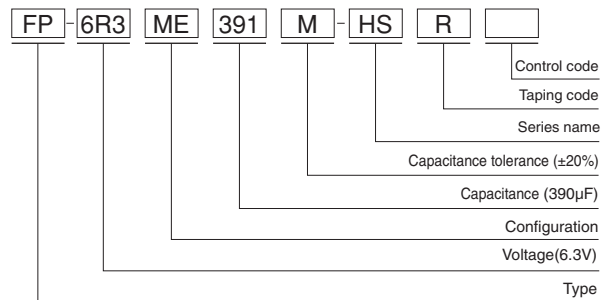 FP-6R3 ME 391 M-HS R
Control code
Taping code
Series name
Capacitance tolerance (±20%)
Capacitance (390µF)
Configuration
Voltage(6.3V)
Type